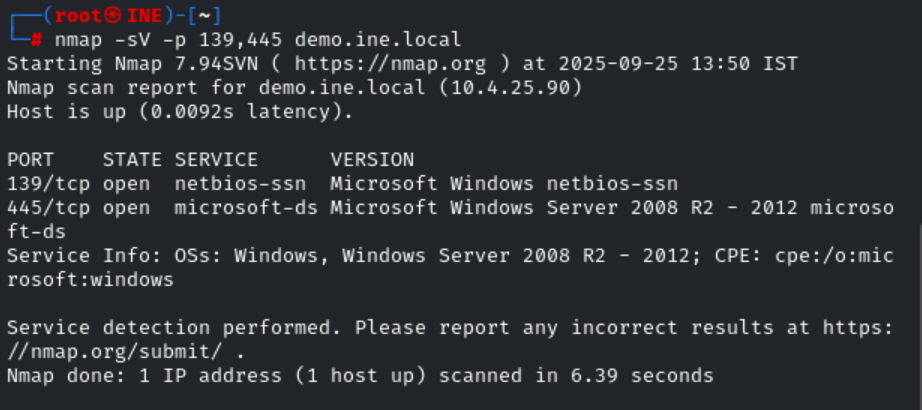 ┌──(root㉿INE)-[~]
└─# nmap -sV -p 139,445 demo.ine.local
Starting Nmap 7.94SVN ( https://nmap.org ) at 2025-09-25 13:50 IST
Nmap scan report for demo.ine.local (10.4.25.90)
Host is up (0.0092s latency).

PORT    STATE SERVICE      VERSION
139/tcp open  netbios-ssn  Microsoft Windows netbios-ssn
445/tcp open  microsoft-ds Microsoft Windows Server 2008 R2 - 2012 microso
ft-ds
Service Info: OSs: Windows, Windows Server 2008 R2 - 2012; CPE: cpe:/o:mic
rosoft:windows

Service detection performed. Please report any incorrect results at https:
//nmap.org/submit/ .
Nmap done: 1 IP address (1 host up) scanned in 6.39 seconds